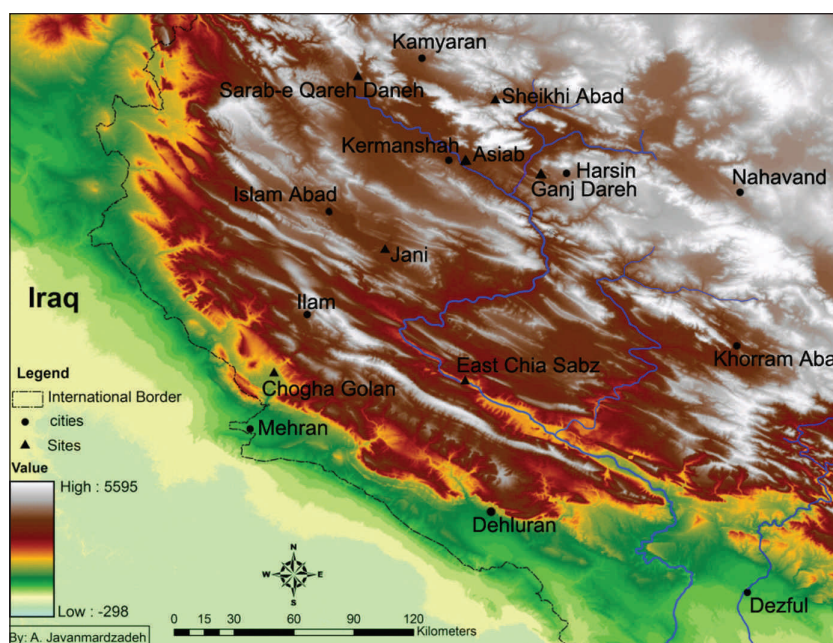 Kamyaran
Sarab-e Qareh Daneh
Sheikhi Abad
Kermanshah
Asiab
Harsin
Ganj Dareh
Nahavand
Islam Abad
Jani
Iraq
Ilam
Khorram Aba
East Chia Sabz
Chogha Golan
Legend
International Border
cities
Sites
Mehran
Value
High : 5595
Low : -298
Dehluran
Dezful
N
W E
S
0 15 30 60 90 120
Kilometers
By: A. Javanmardzadeh